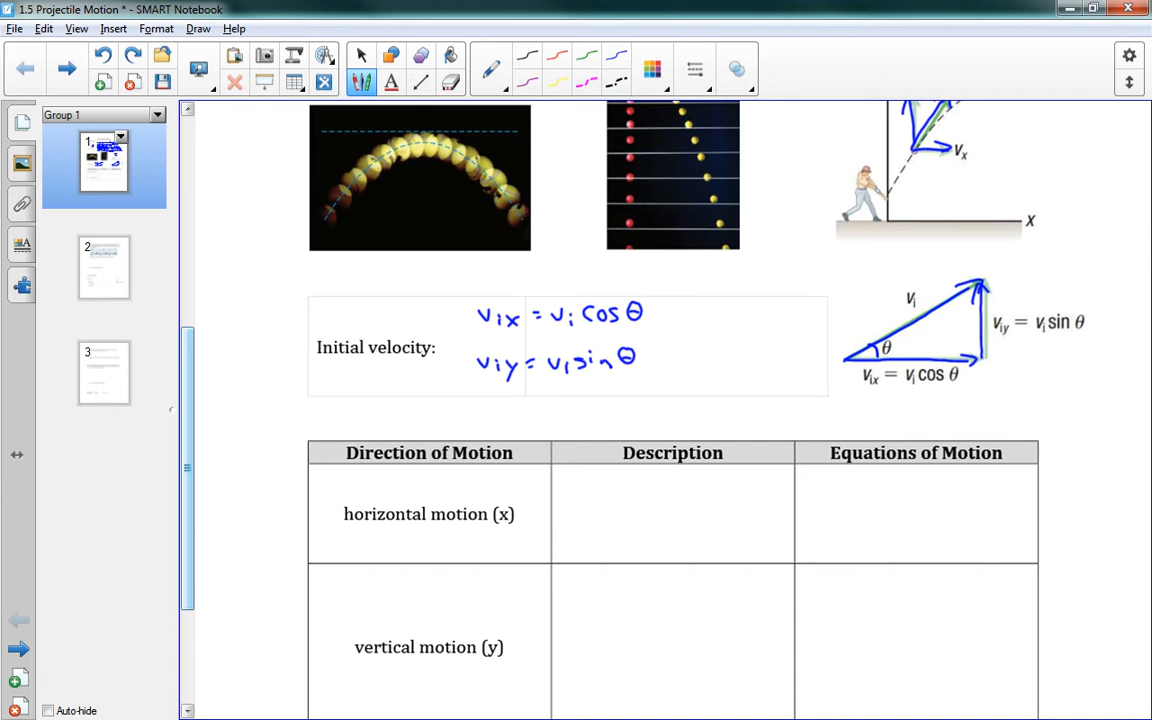 1.5 Projectile Motion * - SMART Notebook
File Edit View Insert Format Draw Help
Group 1
1
2
3
Auto-hide
vx
X
Initial velocity:
vix = vi cos θ
viy = vi sin θ
vi
θ
viy = vi sin θ
vix = vi cos θ
Direction of Motion Description Equations of Motion
horizontal motion (x)
vertical motion (y)